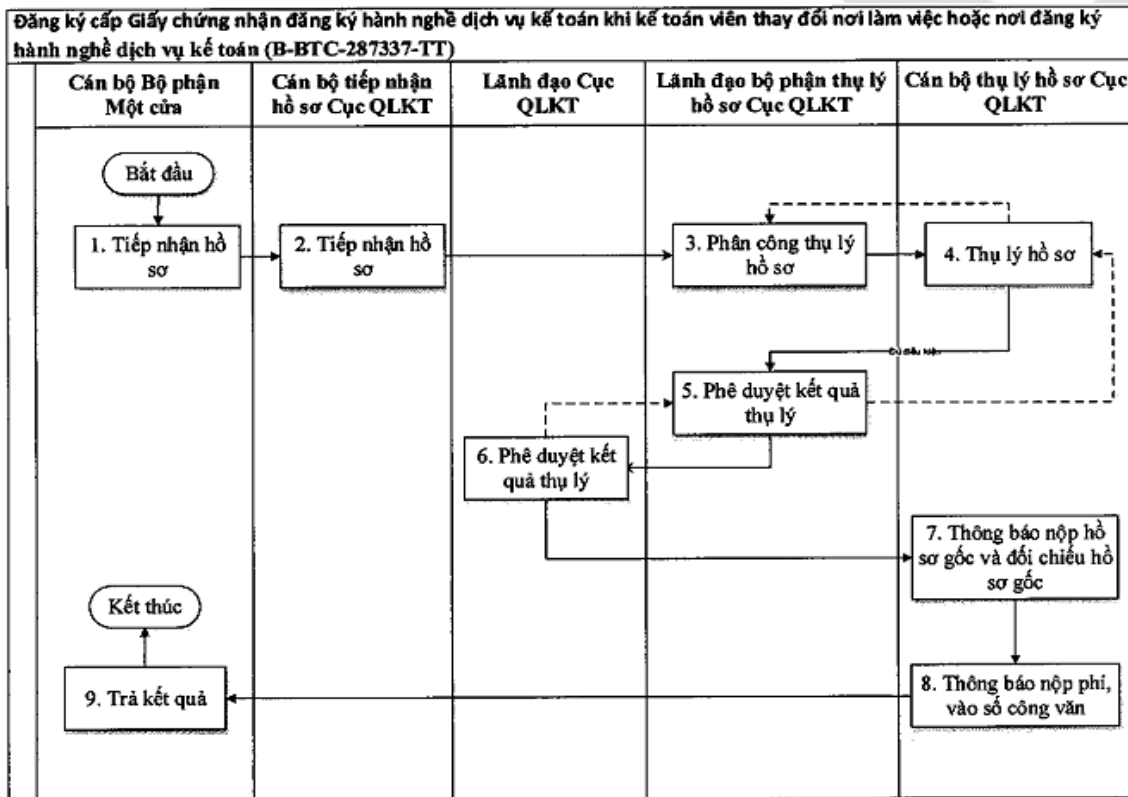 Đăng ký cấp Giấy chứng nhận đăng ký hành nghề dịch vụ kế toán khi kế toán viên thay đổi nơi làm việc hoặc nơi đăng ký
hành nghề dịch vụ kế toán (B-BTC-287337-TT)
Cán bộ Bộ phận
Một cửa
Cán bộ tiếp nhận
hồ sơ Cục QLKT
Lãnh đạo Cục
QLKT
Lãnh đạo bộ phận thụ lý
hồ sơ Cục QLKT
Cán bộ thụ lý hồ sơ Cục
QLKT
Bắt đầu
1. Tiếp nhận hồ
sơ
2. Tiếp nhận hồ
sơ
3. Phân công thụ lý
hồ sơ
4. Thụ lý hồ sơ
5. Phê duyệt kết quả
thụ lý
6. Phê duyệt kết
quả thụ lý
7. Thông báo nộp hồ
sơ gốc và đối chiếu hồ
sơ gốc
Kết thúc
9. Trả kết quả
8. Thông báo nộp phí,
vào số công văn